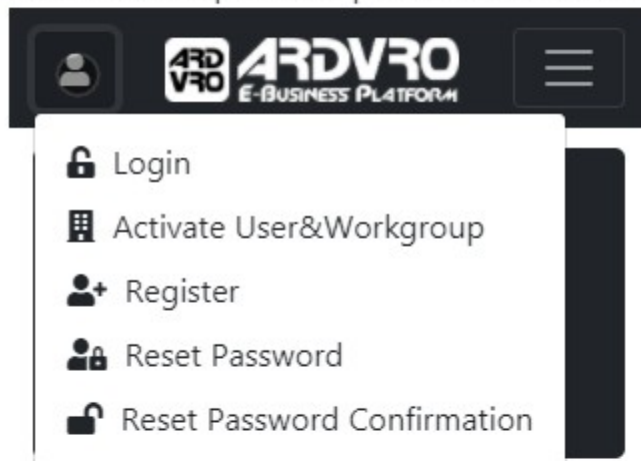 ARD
VRO
ARDVRO
E-Business Platform
Login
Activate User&Workgroup
Register
Reset Password
Reset Password Confirmation